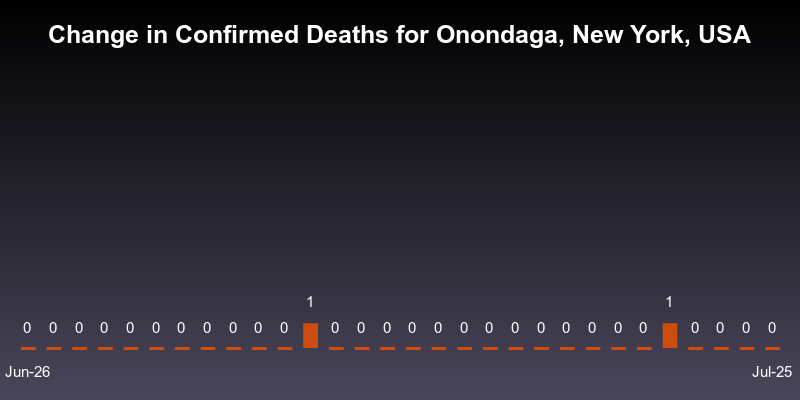 Change in Confirmed Deaths for Onondaga, New York, USA
1 1
0 0 0 0 0 0 0 0 0 0 0 0 0 0 0 0 0 0 0 0 0 0 0 0 0 0 0 0
Jun-26 Jul-25